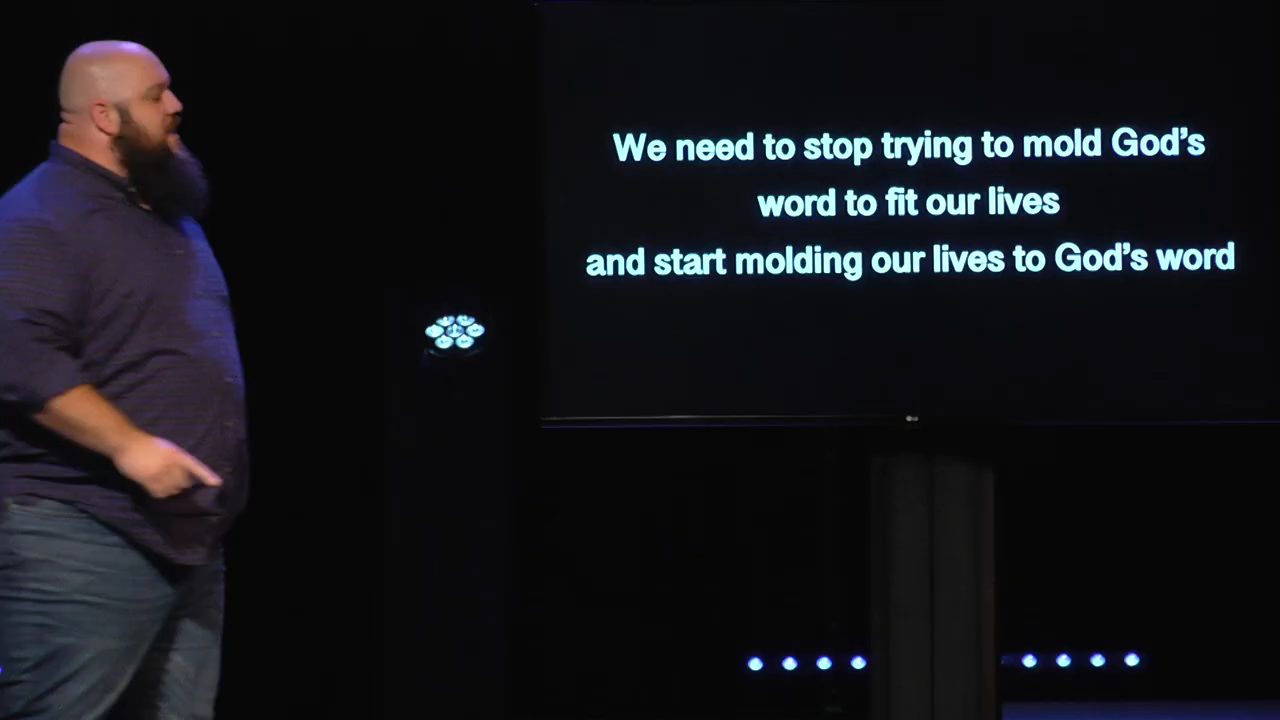 We need to stop trying to mold God’s
word to fit our lives
and start molding our lives to God’s word